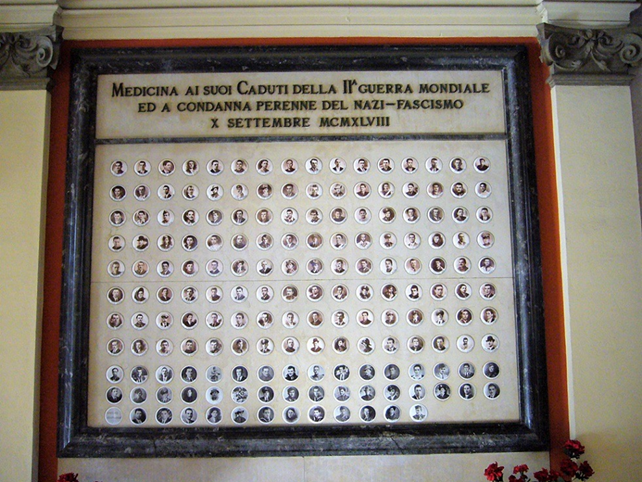 MEDICINA AI SUOI CADUTI DELLA IIᴬ GUERRA MONDIALE
ED A CONDANNA PERENNE DEL NAZI-FASCISMO
X SETTEMBRE MCMXLVIII